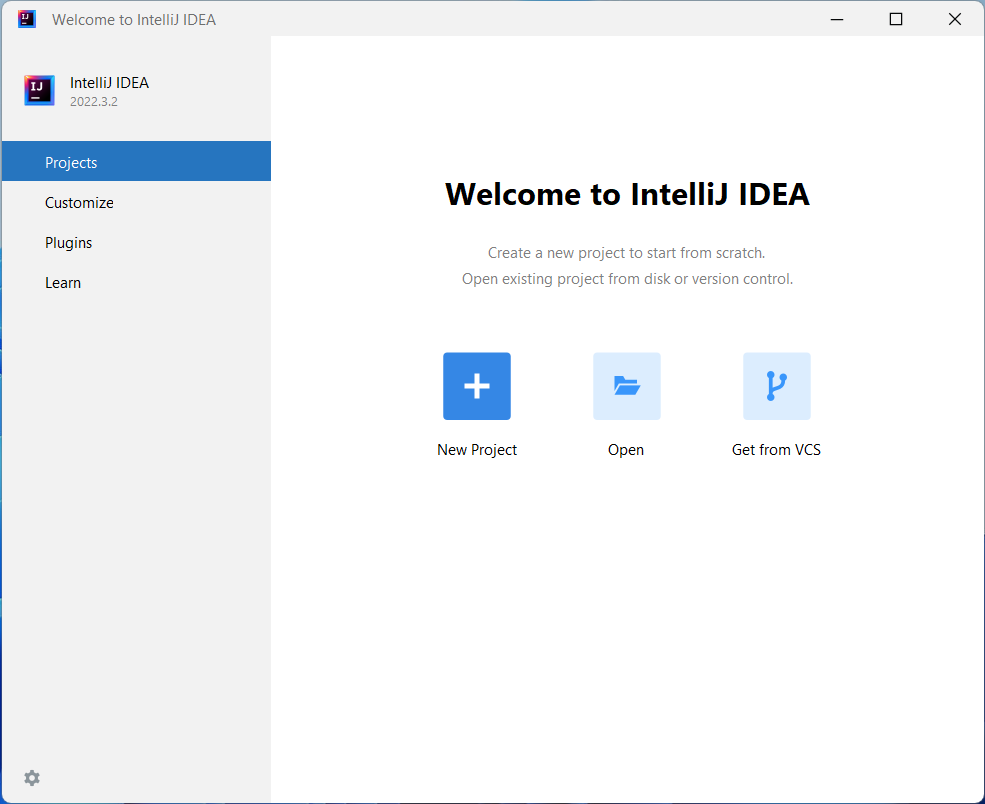 Welcome to IntelliJ IDEA
IJ
IntelliJ IDEA
2022.3.2
Projects
Customize
Plugins
Learn
Welcome to IntelliJ IDEA
Create a new project to start from scratch.
Open existing project from disk or version control.
New Project
Open
Get from VCS